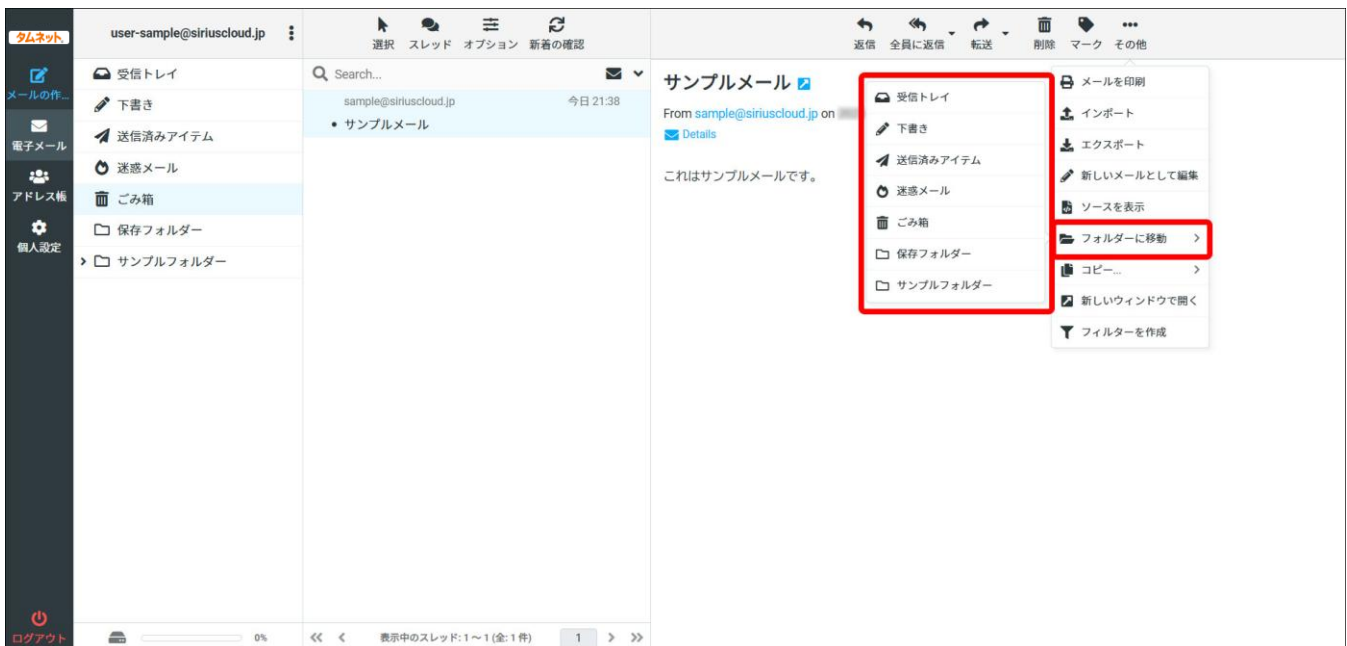 タムネット。
メールの作...
電子メール
アドレス帳
個人設定
ログアウト
user-sample@siriuscloud.jp
受信トレイ
下書き
送信済みアイテム
迷惑メール
ごみ箱
保存フォルダー
サンプルフォルダー
0%
選択 スレッド オプション 新着の確認
Search...
sample@siriuscloud.jp 今日 21:38
• サンプルメール
表示中のスレッド: 1 ~ 1 (全: 1 件) 1
返信 全員に返信 転送 削除 マーク その他
サンプルメール
From sample@siriuscloud.jp on
Details
これはサンプルメールです。
受信トレイ
下書き
送信済みアイテム
迷惑メール
ごみ箱
保存フォルダー
サンプルフォルダー
メールを印刷
インポート
エクスポート
新しいメールとして編集
ソースを表示
フォルダーに移動
コピー...
新しいウィンドウで開く
フィルターを作成